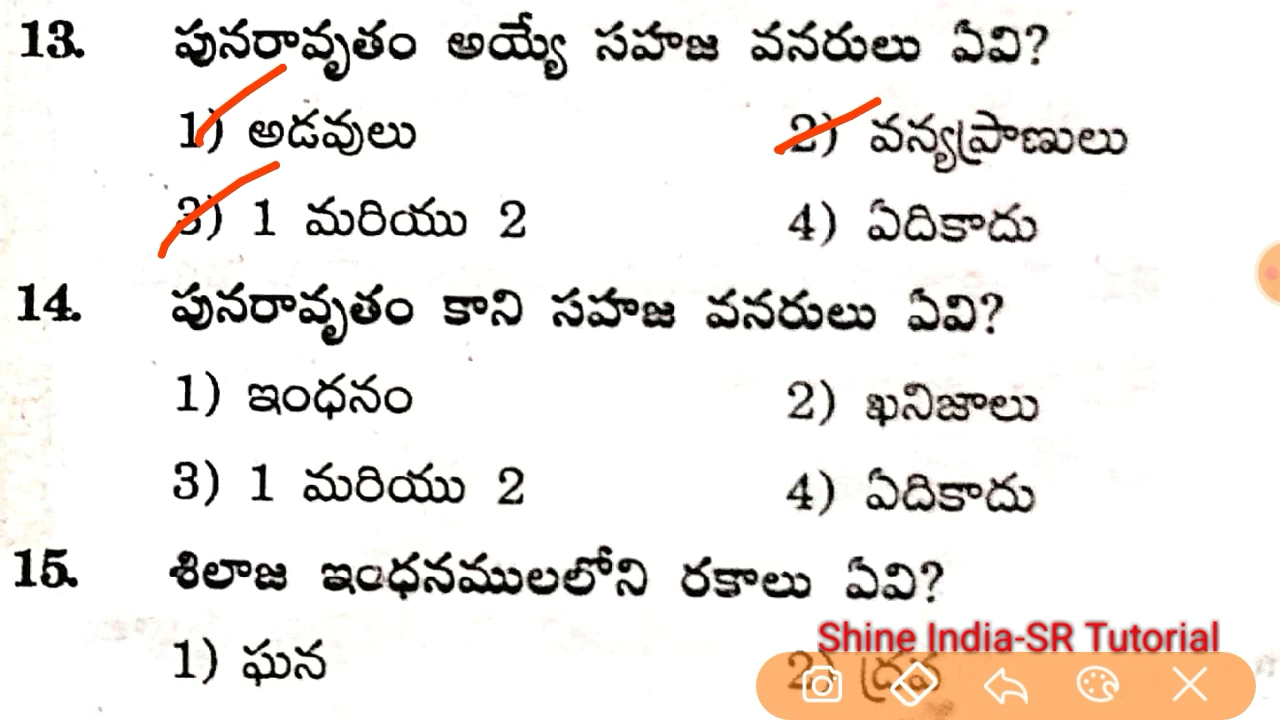 13. పునరావృతం అయ్యే సహజ వనరులు ఏవి?
1) అడవులు 2) వన్యప్రాణులు
3) 1 మరియు 2 4) ఏదికాదు
14. పునరావృతం కాని సహజ వనరులు ఏవి?
1) ఇంధనం 2) ఖనిజాలు
3) 1 మరియు 2 4) ఏదికాదు
15. శిలాజ ఇంధనములలోని రకాలు ఏవి?
Shine India-SR Tutorial
1) ఘన 2) ద్రవ